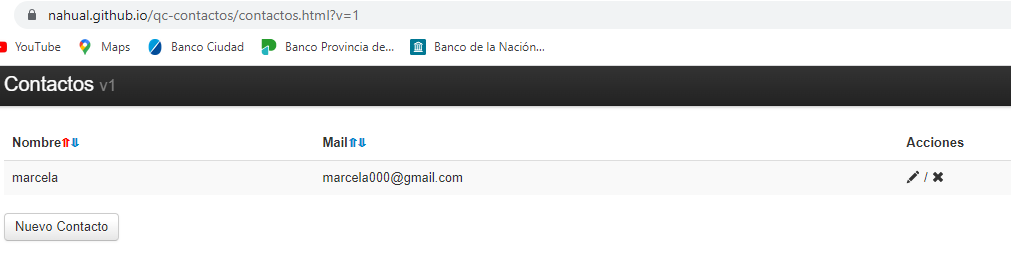 nahual.github.io/qc-contactos/contactos.html?v=1
YouTube Maps Banco Ciudad Banco Provincia de... Banco de la Nación...
Contactos v1
Nombre⇑⇓ Mail⇑⇓ Acciones
marcela marcela000@gmail.com /
Nuevo Contacto